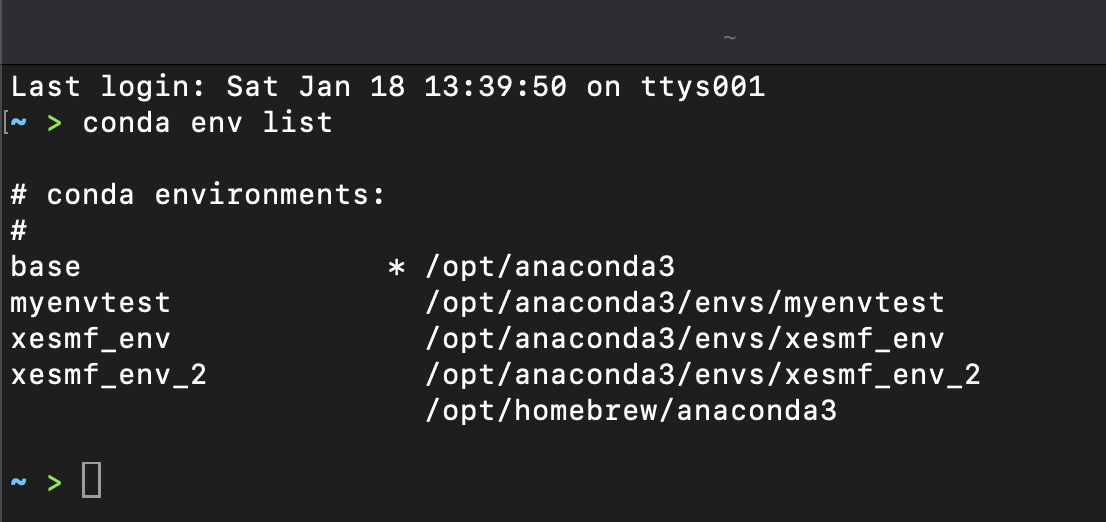 ~
Last login: Sat Jan 18 13:39:50 on ttys001
[~ > conda env list
# conda environments:
#
base                  *  /opt/anaconda3
myenvtest                /opt/anaconda3/envs/myenvtest
xesmf_env                /opt/anaconda3/envs/xesmf_env
xesmf_env_2              /opt/anaconda3/envs/xesmf_env_2
                         /opt/homebrew/anaconda3
~ >